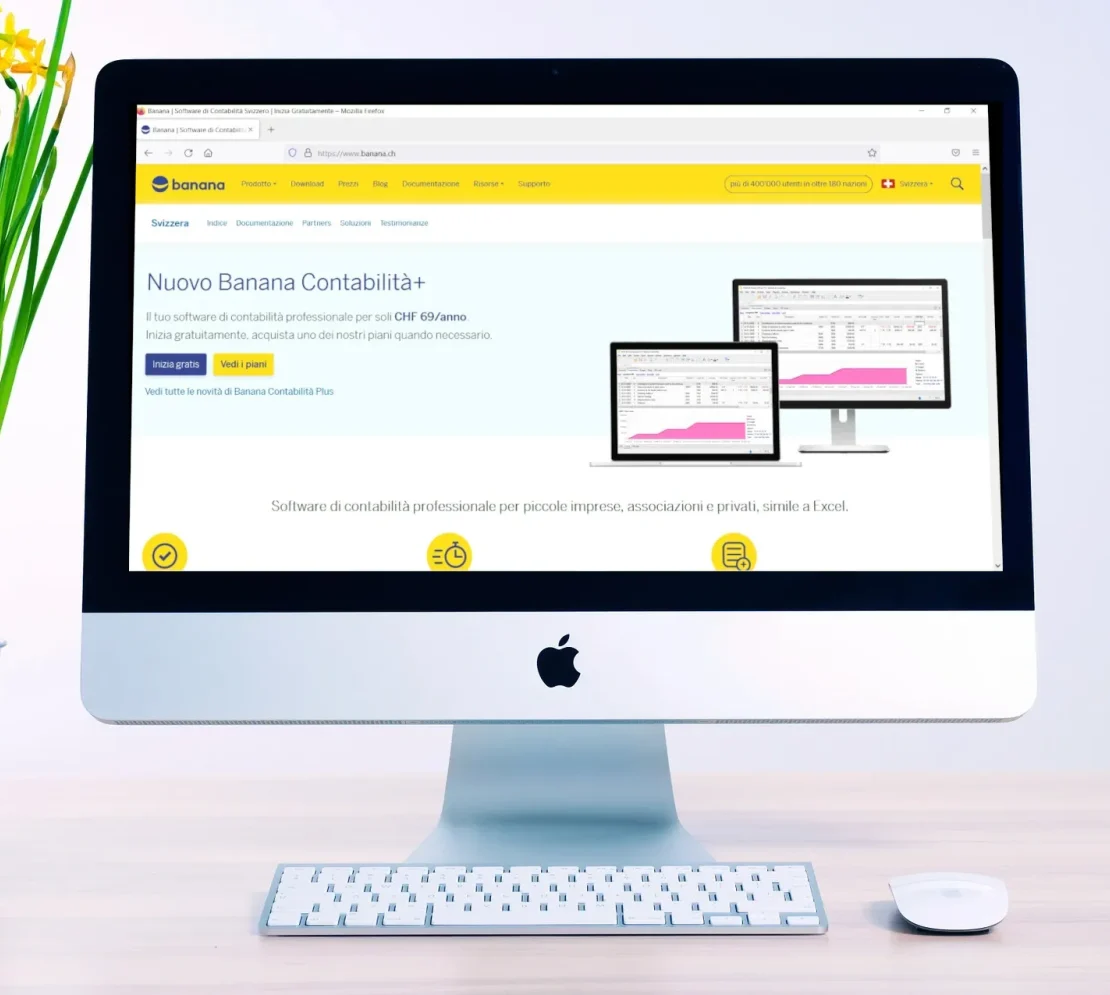 Banana | Software di Contabilità Svizzero | Inizia Gratuitamente – Mozilla Firefox
Banana | Software di Contabilità
https://www.banana.ch
banana Prodotto Download Prezzi Blog Documentazione Risorse Supporto più di 400'000 utenti in oltre 180 nazioni Svizzera
Svizzera Indice Documentazione Partners Soluzioni Testimonianze
Nuovo Banana Contabilità+
Il tuo software di contabilità professionale per soli CHF 69/anno.
Inizia gratuitamente, acquista uno dei nostri piani quando necessario.
Inizia gratis Vedi i piani
Vedi tutte le novità di Banana Contabilità Plus
Software di contabilità professionale per piccole imprese, associazioni e privati, simile a Excel.